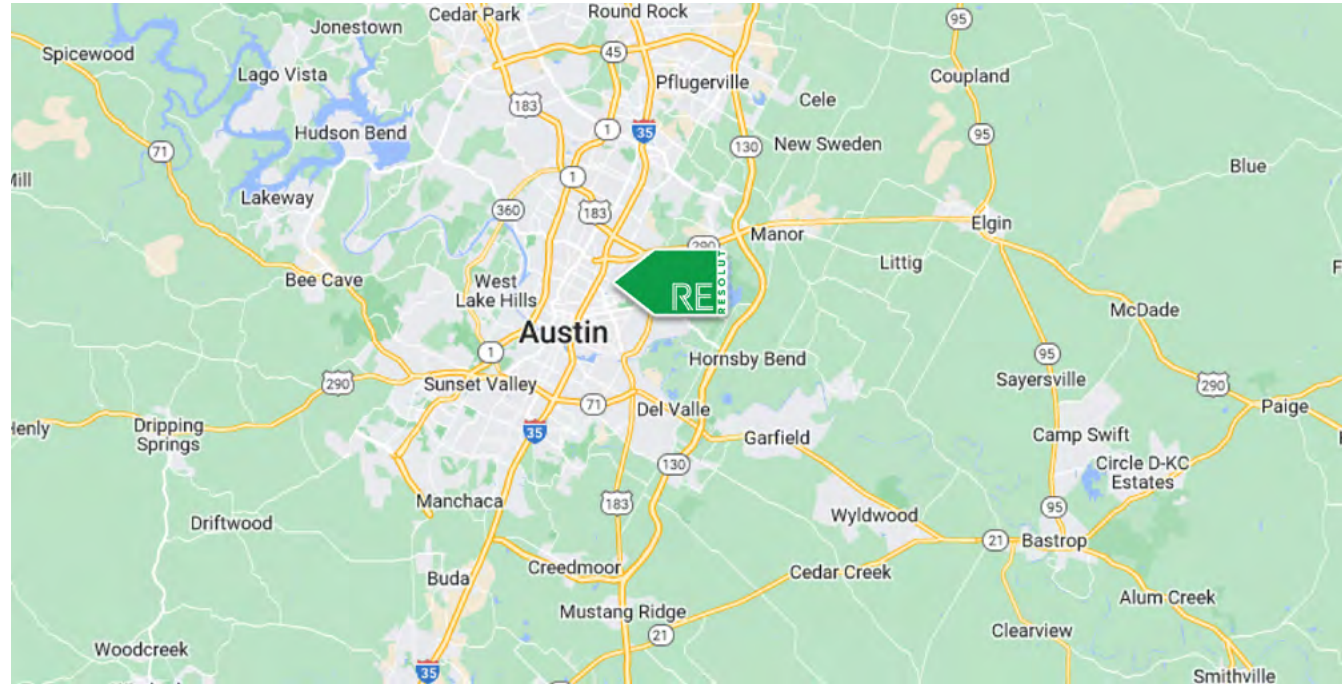 Cedar Park
Round Rock
95
Jonestown
Spicewood
45
Lago Vista
Coupland
Pflugerville
183
Cele
Hudson Bend
1
35
95
130
New Sweden
71
Blue
1
Lakeway
360
183
Elgin
290
Manor
Bee Cave
West
Lake Hills
Littig
RE
RESOLUT
McDade
Austin
1
Hornsby Bend
95
290
Sunset Valley
Sayersville
290
71
Del Valle
Paige
Dripping
Springs
35
Garfield
Camp Swift
130
Circle D-KC
Estates
Manchaca
183
95
Driftwood
Wyldwood
21
Bastrop
Creedmoor
Buda
Cedar Creek
Mustang Ridge
Alum Creek
21
Clearview
Woodcreek
35
Smithville